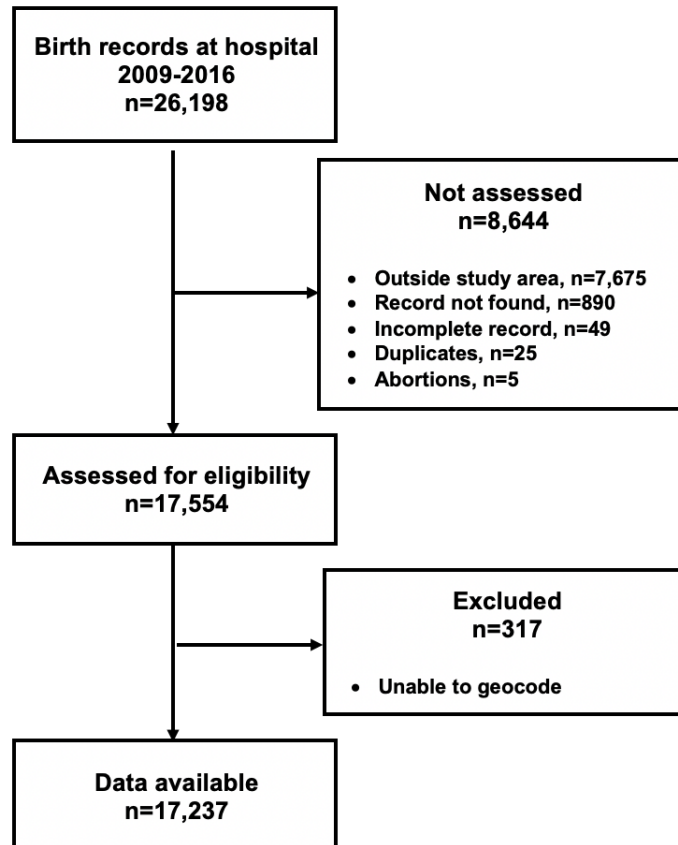 Birth records at hospital
2009-2016
n=26,198
Not assessed
n=8,644
• Outside study area, n=7,675
• Record not found, n=890
• Incomplete record, n=49
• Duplicates, n=25
• Abortions, n=5
Assessed for eligibility
n=17,554
Excluded
n=317
• Unable to geocode
Data available
n=17,237